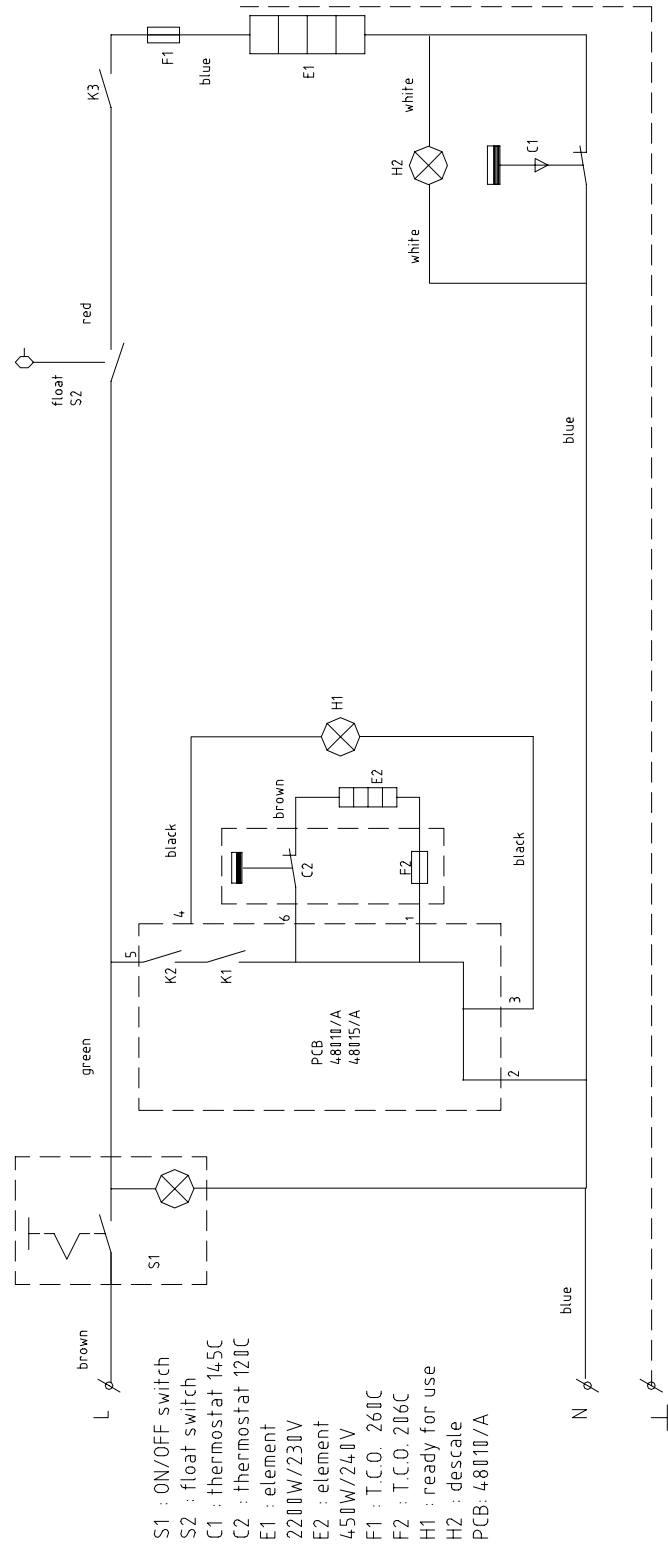 L
brown
S1
green
float
S2
red
K3
F1
blue
E1
white
H2
white
C1
blue
5
K2
K1
4
black
6
brown
C2
E2
F2
1
H1
black
PCB
48010/A
48015/A
3
2
blue
N
S1 : ON/OFF switch
S2 : float switch
C1 : thermostat 145C
C2 : thermostat 120C
E1 : element
2200W/230V
E2 : element
450W/240V
F1 : T.C.O. 260C
F2 : T.C.O. 206C
H1 : ready for use
H2 : descale
PCB: 48010/A